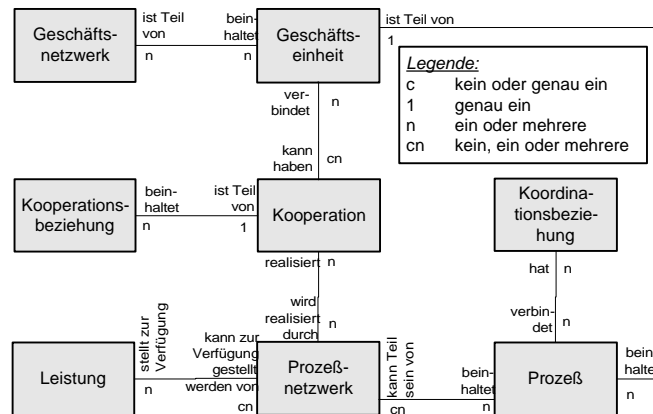 ist Teil
von
n
bein-
haltet
n
ist Teil von
1
Geschäfts-
netzwerk
Geschäfts-
einheit
Legende:
c kein oder genau ein
1 genau ein
n ein oder mehrere
cn kein, ein oder mehrere
ver-
bindet
n
kann
haben
cn
Kooperations-
beziehung
bein-
haltet
n
ist Teil
von
1
Kooperation
Koordina-
tionsbezie-
hung
realisiert
n
hat
n
wird
realisiert
durch
n
verbin-
det
n
stellt zur
Verfügung
n
kann zur
Verfügung
gestellt
werden von
cn
Leistung
Prozeß-
netzwerk
kann Teil
sein von
cn
bein-
haltet
n
Prozeß
bein-
haltet
n